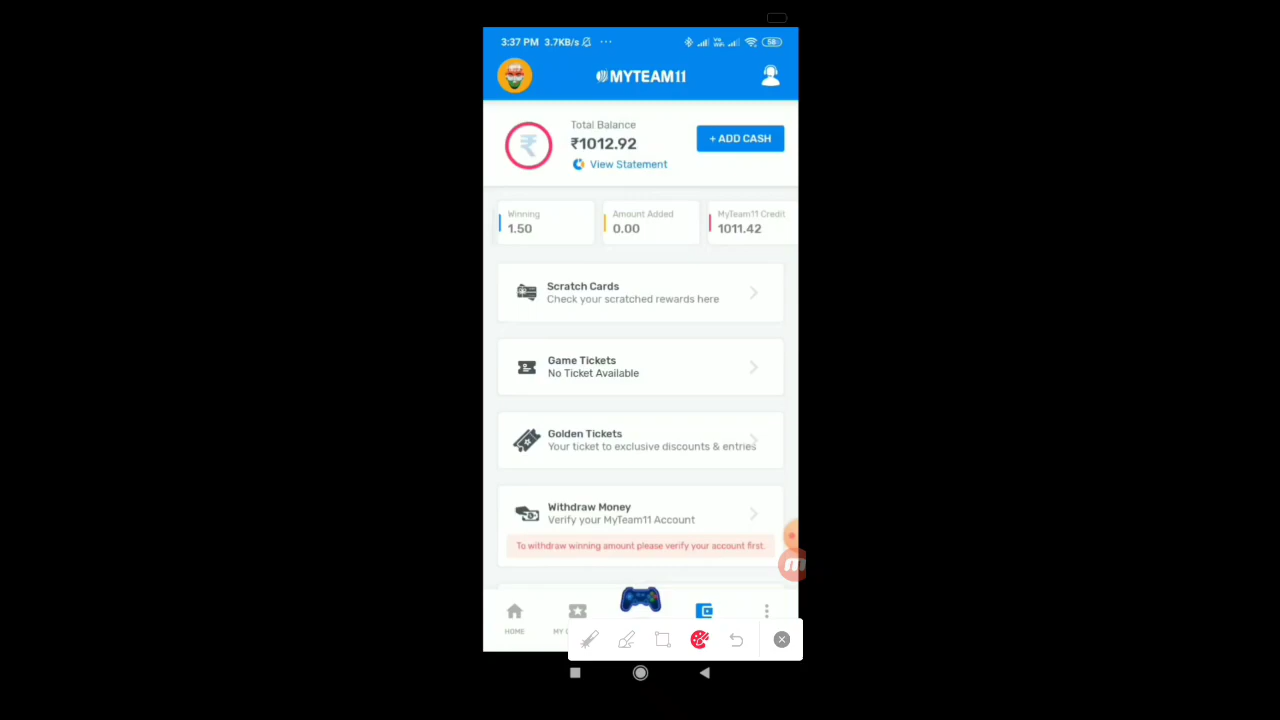 3:37 PM 3.7KB/s
58
MYTEAM11
Total Balance
₹1012.92
+ ADD CASH
View Statement
Winning
1.50
Amount Added
0.00
MyTeam11 Credit
1011.42
Scratch Cards
Check your scratched rewards here
Game Tickets
No Ticket Available
Golden Tickets
Your ticket to exclusive discounts & entries
Withdraw Money
Verify your MyTeam11 Account
To withdraw winning amount please verify your account first.
HOME
MY